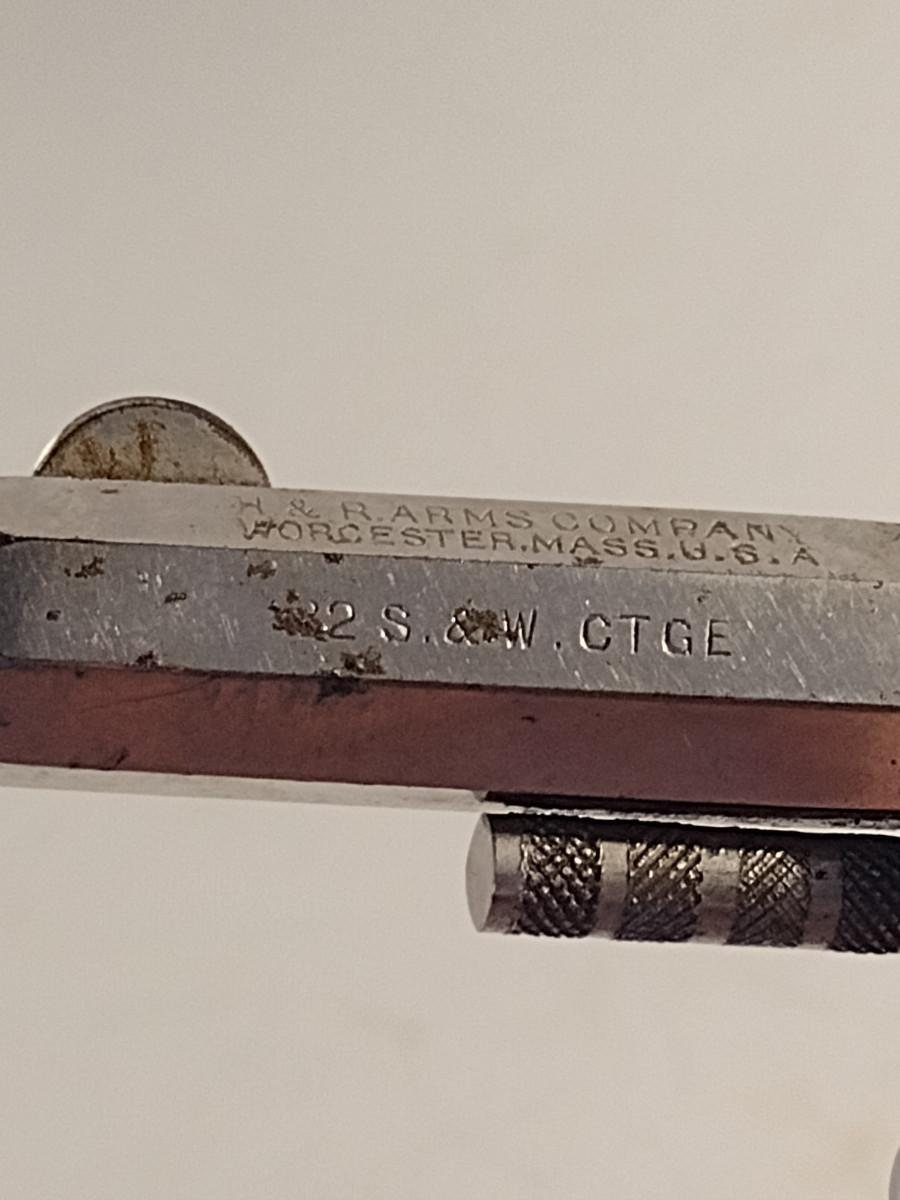 H & R. ARMS COMPANY
WORCESTER, MASS. U.S.A
32 S. & W. CTGE